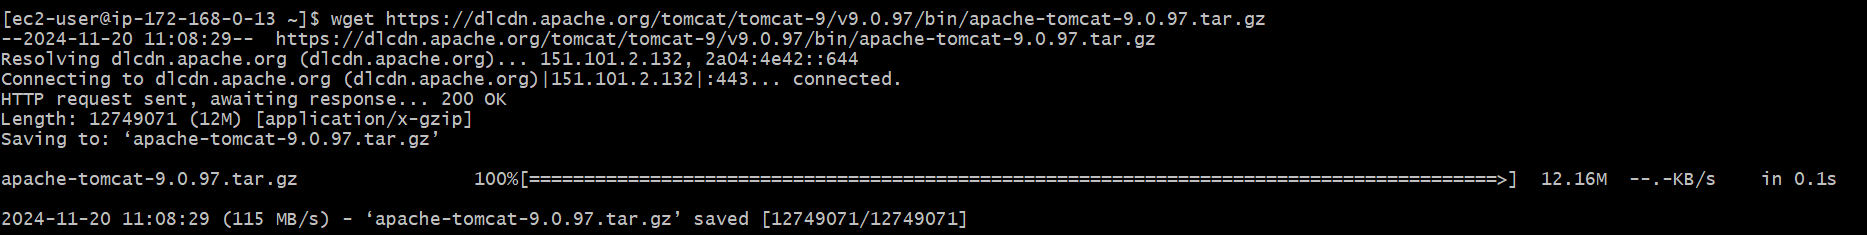 [ec2-user@ip-172-168-0-13 ~]$ wget https://dlcdn.apache.org/tomcat/tomcat-9/v9.0.97/bin/apache-tomcat-9.0.97.tar.gz
--2024-11-20 11:08:29--  https://dlcdn.apache.org/tomcat/tomcat-9/v9.0.97/bin/apache-tomcat-9.0.97.tar.gz
Resolving dlcdn.apache.org (dlcdn.apache.org)... 151.101.2.132, 2a04:4e42::644
Connecting to dlcdn.apache.org (dlcdn.apache.org)|151.101.2.132|:443... connected.
HTTP request sent, awaiting response... 200 OK
Length: 12749071 (12M) [application/x-gzip]
Saving to: ‘apache-tomcat-9.0.97.tar.gz’
apache-tomcat-9.0.97.tar.gz                100%[========================================================================================>]  12.16M  --.-KB/s    in 0.1s
2024-11-20 11:08:29 (115 MB/s) - ‘apache-tomcat-9.0.97.tar.gz’ saved [12749071/12749071]